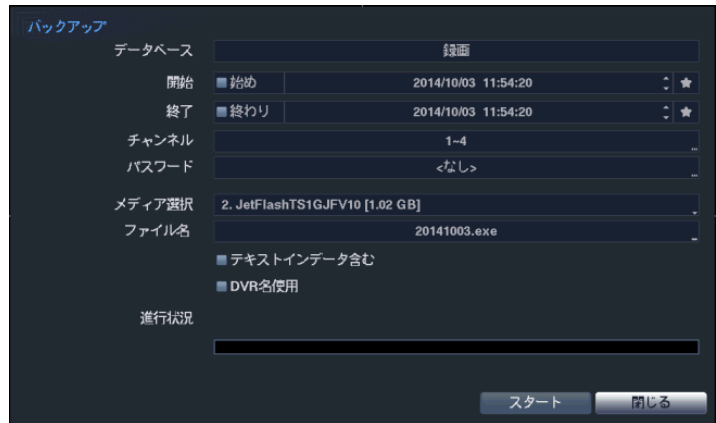 バックアップ
データベース 録画
開始 始め 2014/10/03 11:54:20
終了 終わり 2014/10/03 11:54:20
チャンネル 1~4 ...
パスワード <なし> ...
メディア選択 2. JetFlashTS1GJFV10 [1.02 GB]
ファイル名 20141003.exe
テキストインデータ含む
DVR名使用
進行状況
スタート 閉じる